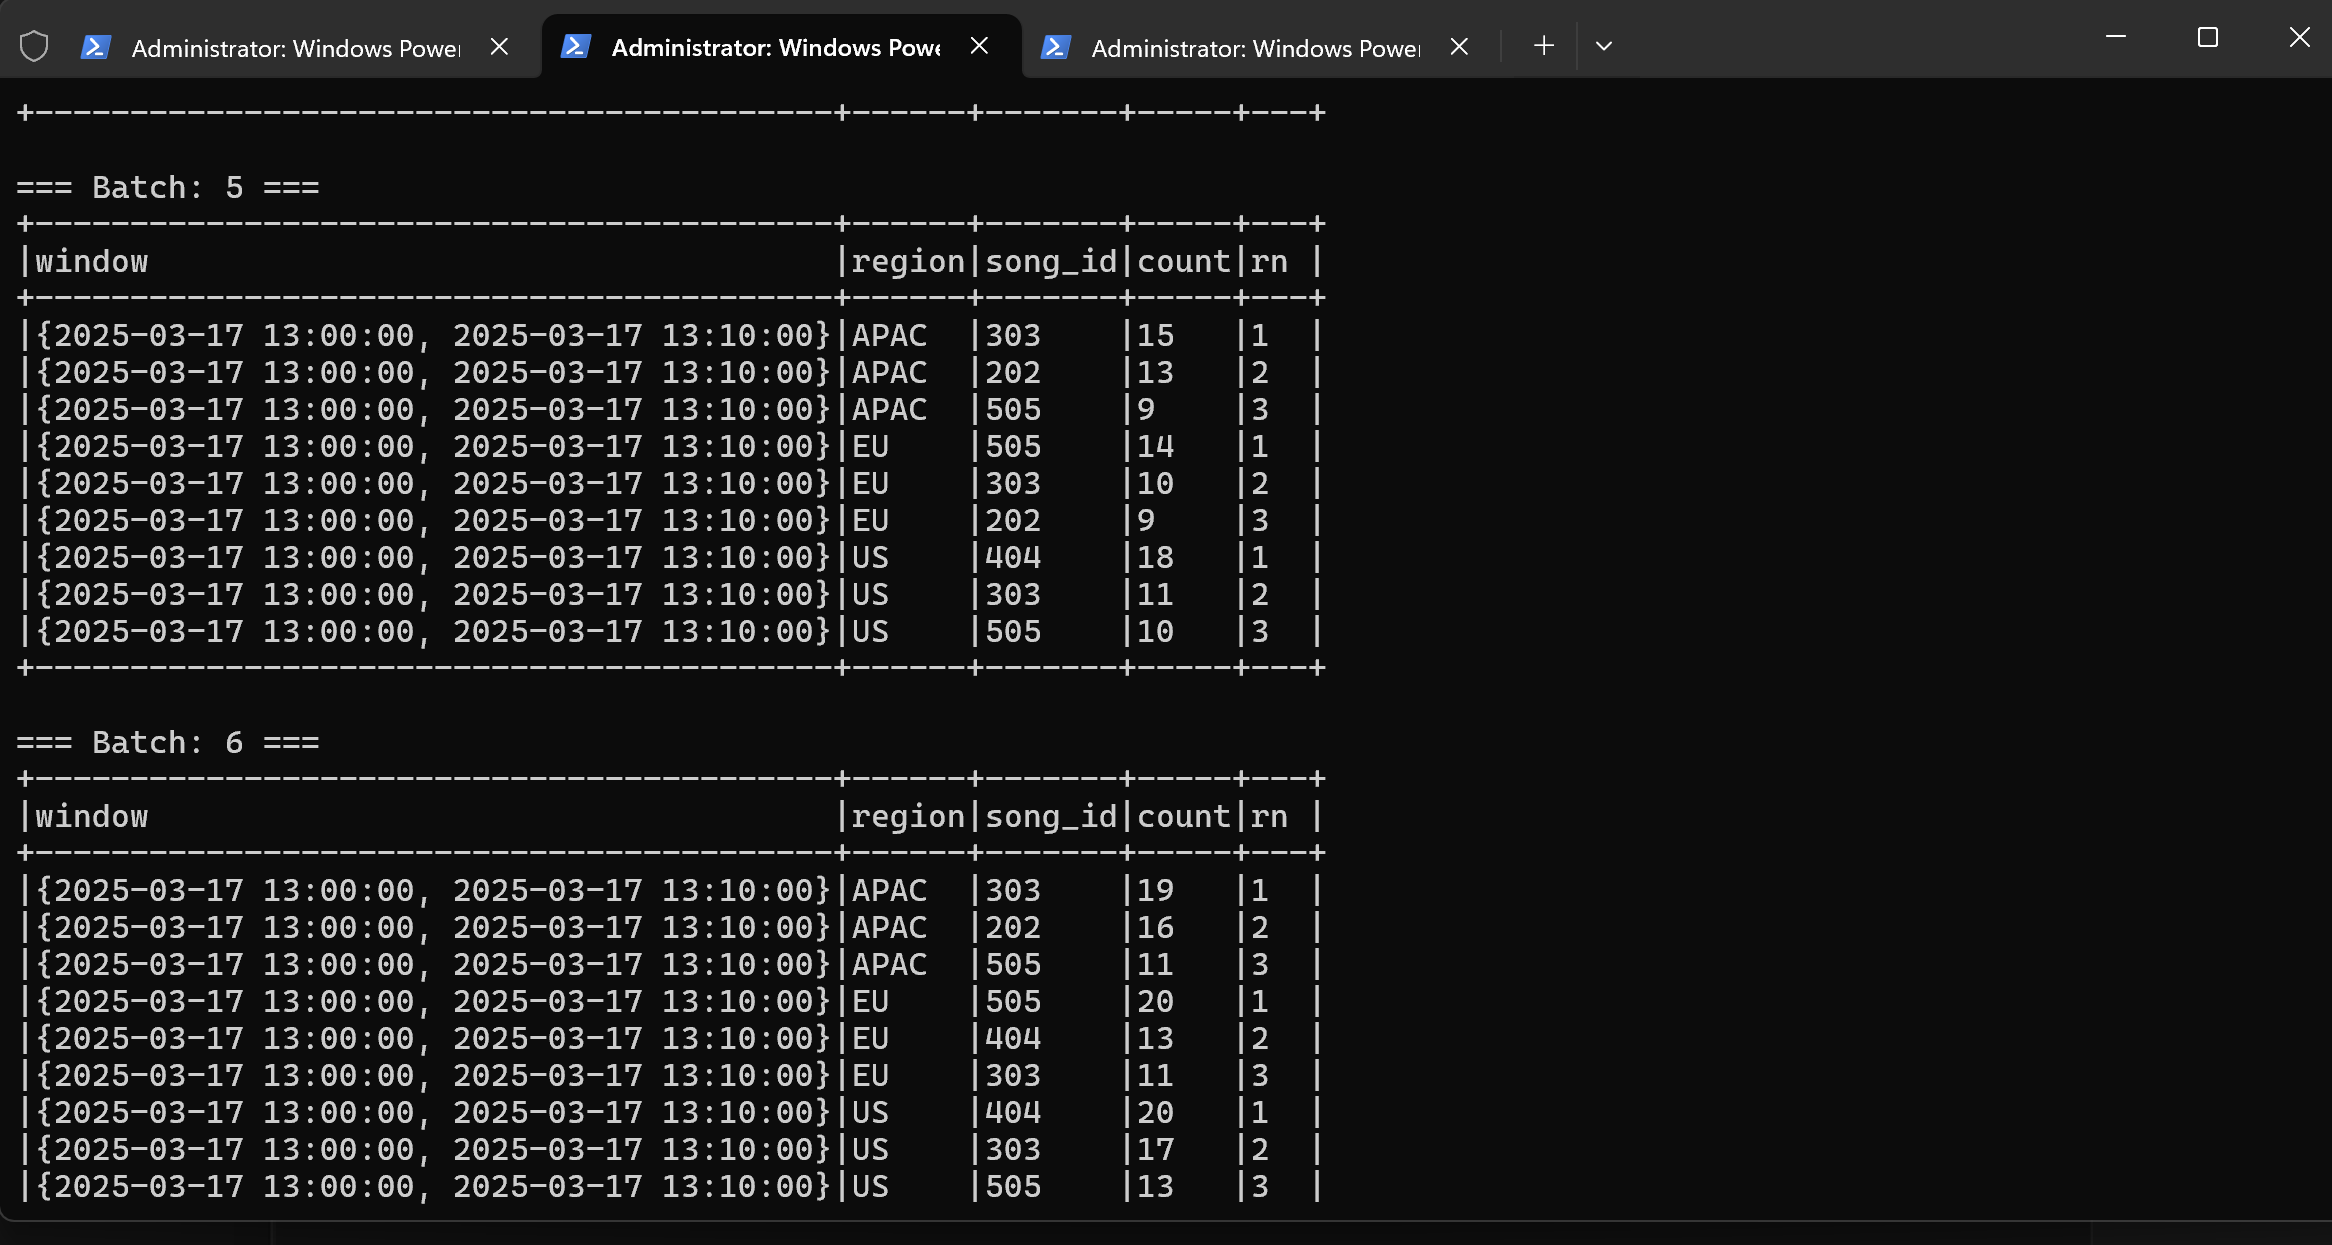 Administrator: Windows Power
Administrator: Windows Powe
Administrator: Windows Power
+------------------------------------------+------+-------+-----+---+
=== Batch: 5 ===
+------------------------------------------+------+-------+-----+---+
|window                                    |region|song_id|count|rn |
+------------------------------------------+------+-------+-----+---+
|{2025-03-17 13:00:00, 2025-03-17 13:10:00}|APAC  |303    |15   |1  |
|{2025-03-17 13:00:00, 2025-03-17 13:10:00}|APAC  |202    |13   |2  |
|{2025-03-17 13:00:00, 2025-03-17 13:10:00}|APAC  |505    |9    |3  |
|{2025-03-17 13:00:00, 2025-03-17 13:10:00}|EU    |505    |14   |1  |
|{2025-03-17 13:00:00, 2025-03-17 13:10:00}|EU    |303    |10   |2  |
|{2025-03-17 13:00:00, 2025-03-17 13:10:00}|EU    |202    |9    |3  |
|{2025-03-17 13:00:00, 2025-03-17 13:10:00}|US    |404    |18   |1  |
|{2025-03-17 13:00:00, 2025-03-17 13:10:00}|US    |303    |11   |2  |
|{2025-03-17 13:00:00, 2025-03-17 13:10:00}|US    |505    |10   |3  |
+------------------------------------------+------+-------+-----+---+
=== Batch: 6 ===
+------------------------------------------+------+-------+-----+---+
|window                                    |region|song_id|count|rn |
+------------------------------------------+------+-------+-----+---+
|{2025-03-17 13:00:00, 2025-03-17 13:10:00}|APAC  |303    |19   |1  |
|{2025-03-17 13:00:00, 2025-03-17 13:10:00}|APAC  |202    |16   |2  |
|{2025-03-17 13:00:00, 2025-03-17 13:10:00}|APAC  |505    |11   |3  |
|{2025-03-17 13:00:00, 2025-03-17 13:10:00}|EU    |505    |20   |1  |
|{2025-03-17 13:00:00, 2025-03-17 13:10:00}|EU    |404    |13   |2  |
|{2025-03-17 13:00:00, 2025-03-17 13:10:00}|EU    |303    |11   |3  |
|{2025-03-17 13:00:00, 2025-03-17 13:10:00}|US    |404    |20   |1  |
|{2025-03-17 13:00:00, 2025-03-17 13:10:00}|US    |303    |17   |2  |
|{2025-03-17 13:00:00, 2025-03-17 13:10:00}|US    |505    |13   |3  |